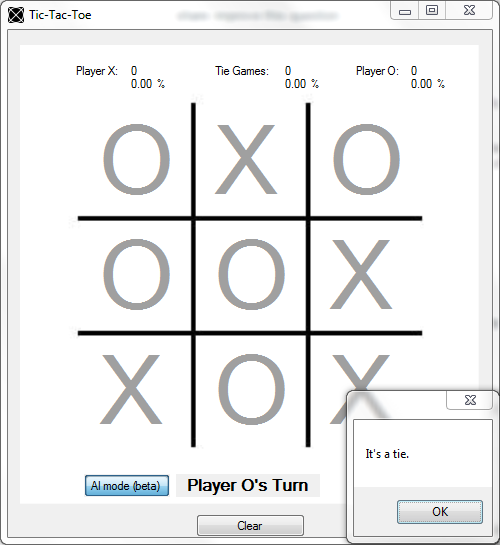 Tic-Tac-Toe
Player X: 0 Tie Games: 0 Player O: 0
0.00 % 0.00 % 0.00 %
O X O
O O X
X O X
It's a tie.
OK
AI mode (beta) Player O's Turn
Clear